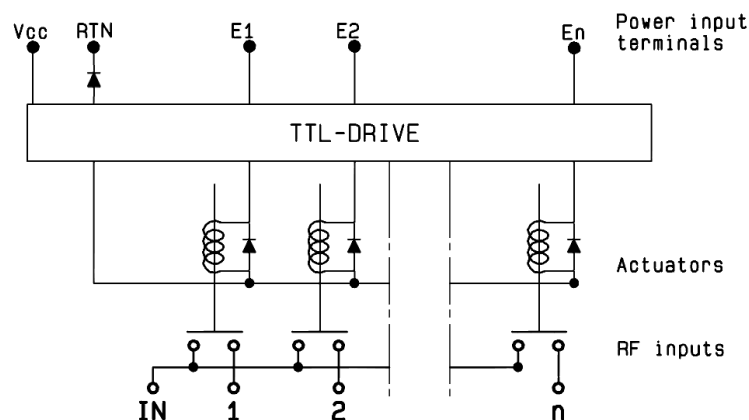 Vcc RTN E1 E2 En Power input
terminals
TTL-DRIVE
Actuators
RF inputs
IN 1 2 n